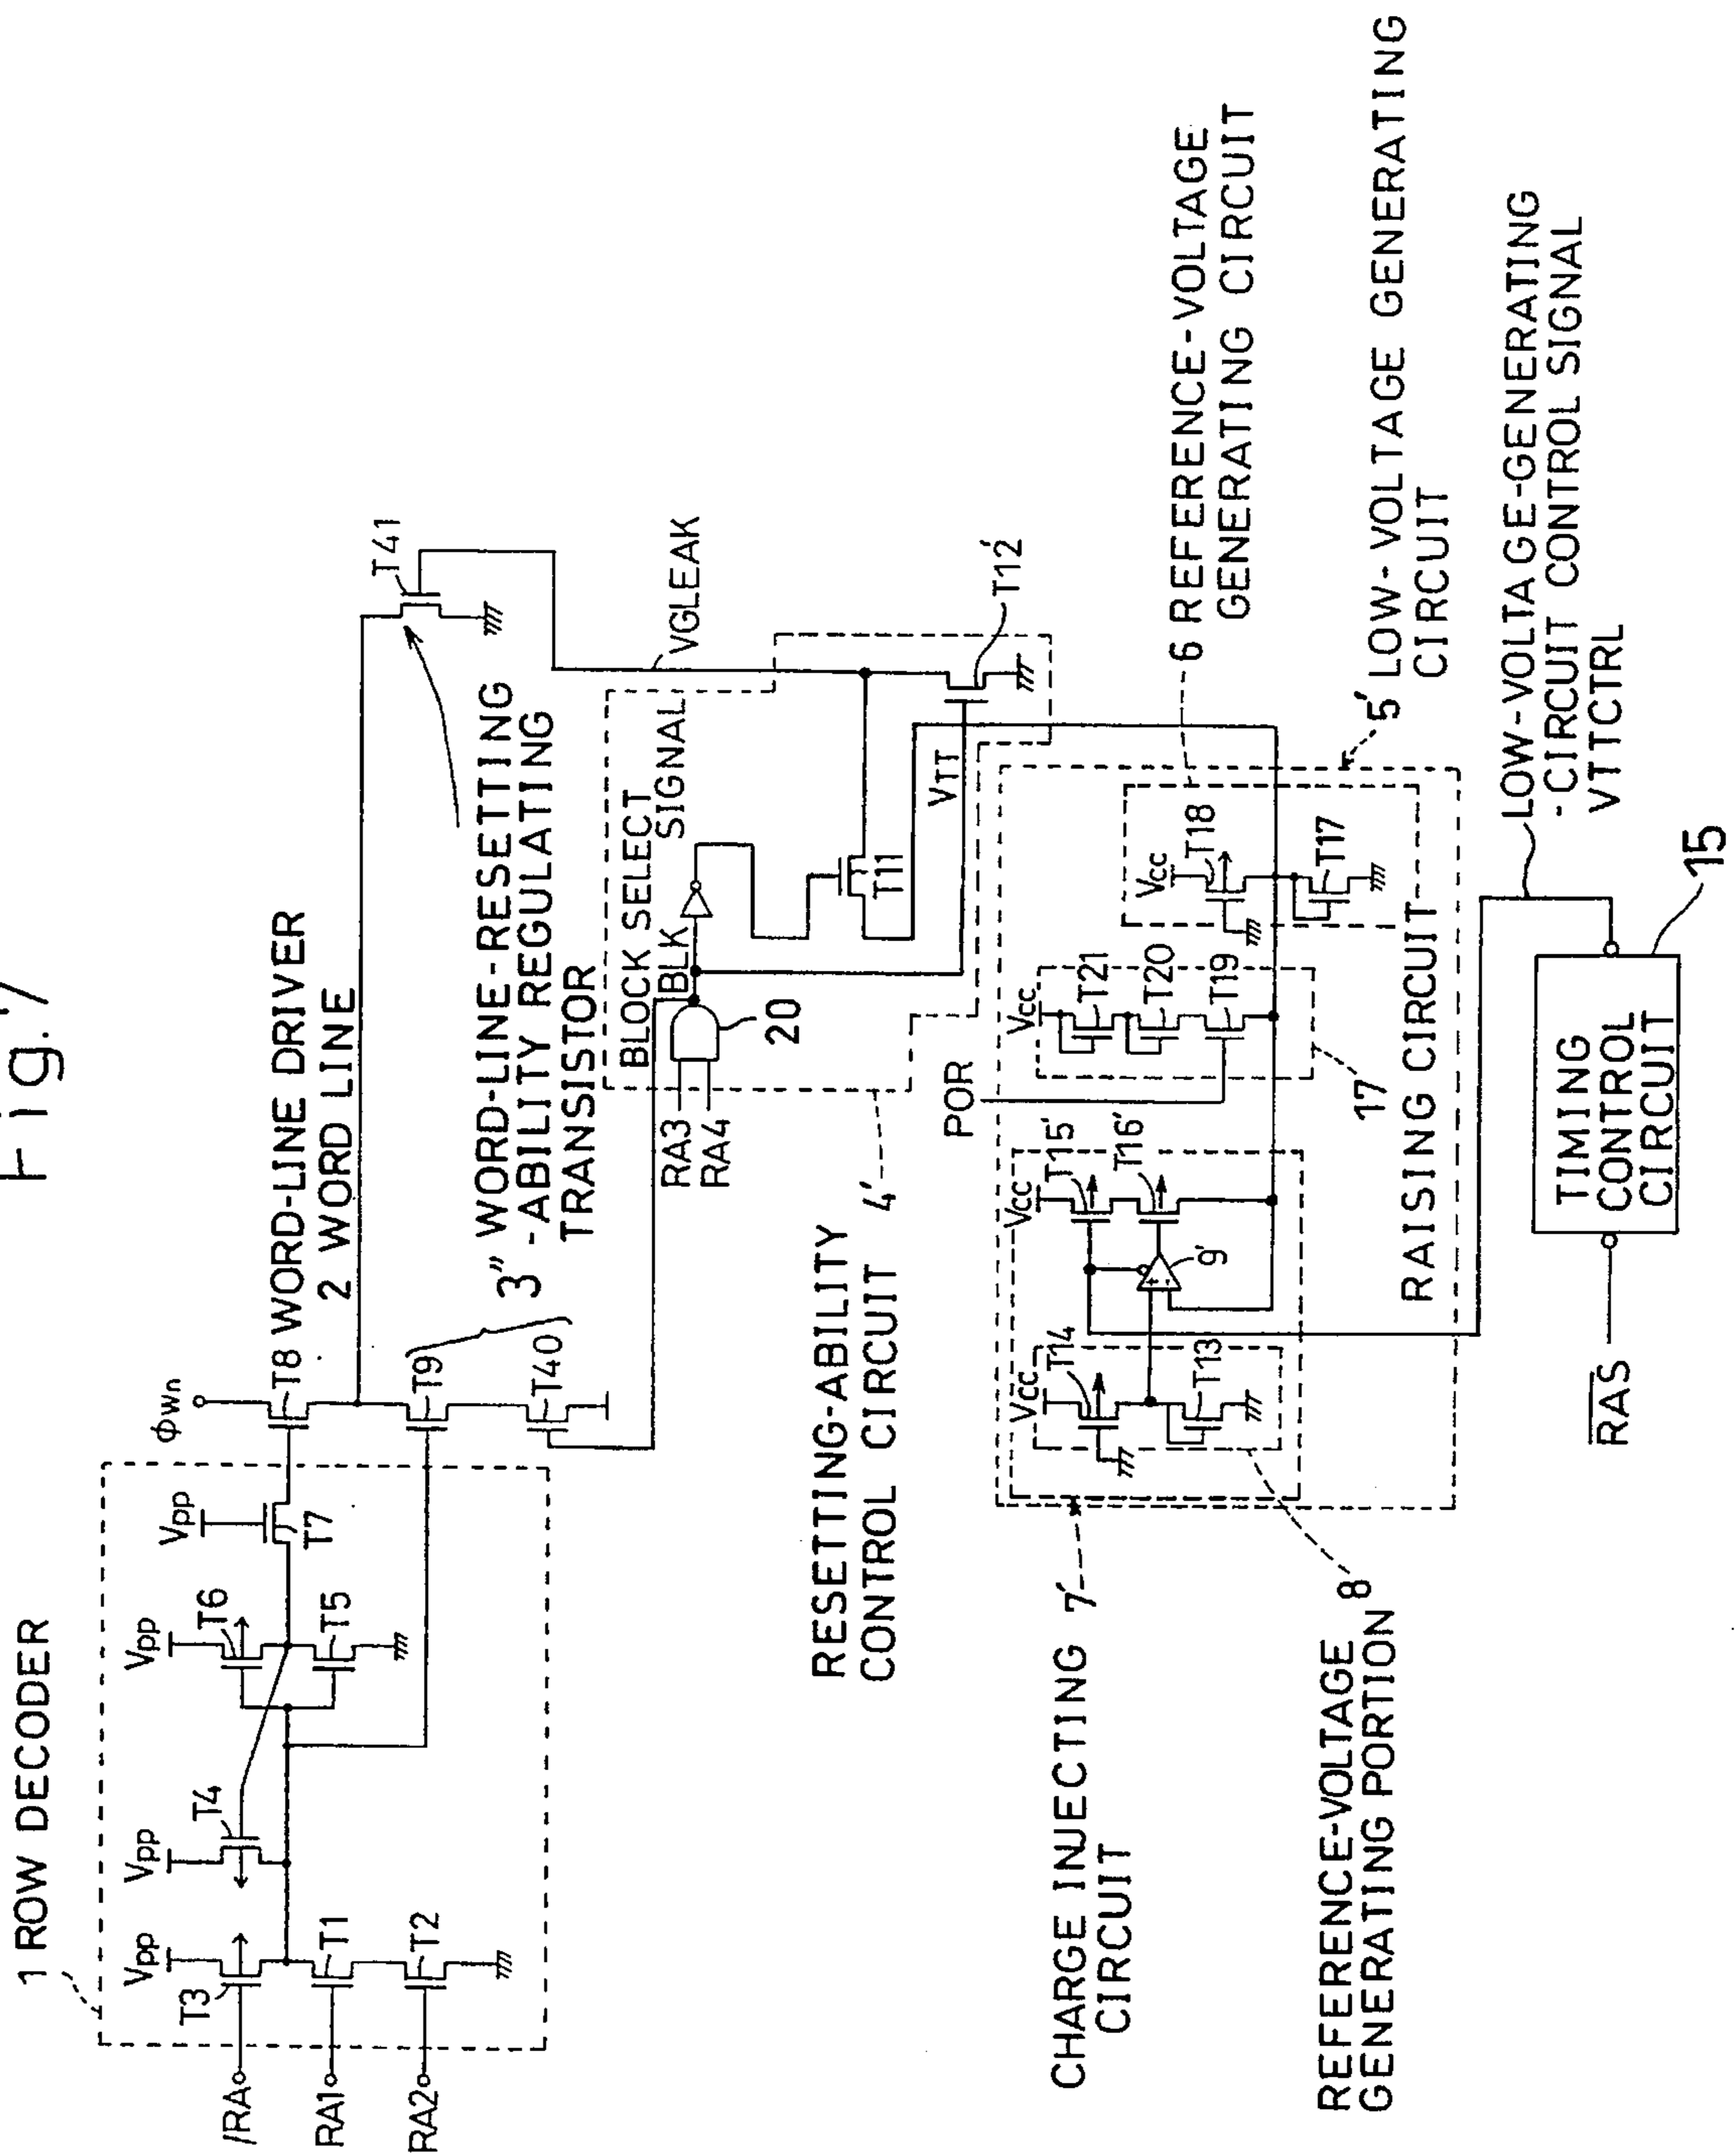 Fig.7
1 ROW DECODER
Vpp
Vpp
Vpp
Vpp
T3
T4
T6
T7
T1
T5
T2
/RA
RA1
RA2
φwn
T8 WORD-LINE DRIVER
2 WORD LINE
T9
T40
3" WORD-LINE-RESETTING
-ABILITY REGULATING
TRANSISTOR
T41
BLOCK SELECT
SIGNAL
BLK
RA3
RA4
20
T11
VGLEAK
T12'
VTT
RESETTING-ABILITY
CONTROL CIRCUIT 4'
POR
Vcc
Vcc
Vcc
Vcc
T14
T13
T15'
T16'
9'
T21
T20
T19
T18
T17
17
RAISING CIRCUIT
CHARGE INJECTING 7'
CIRCUIT
REFERENCE-VOLTAGE 8
GENERATING PORTION
6 REFERENCE-VOLTAGE
GENERATING CIRCUIT
5' LOW-VOLTAGE GENERATING
CIRCUIT
LOW-VOLTAGE-GENERATING
-CIRCUIT CONTROL SIGNAL
VTTCTRL
RAS
TIMING
CONTROL
CIRCUIT
15